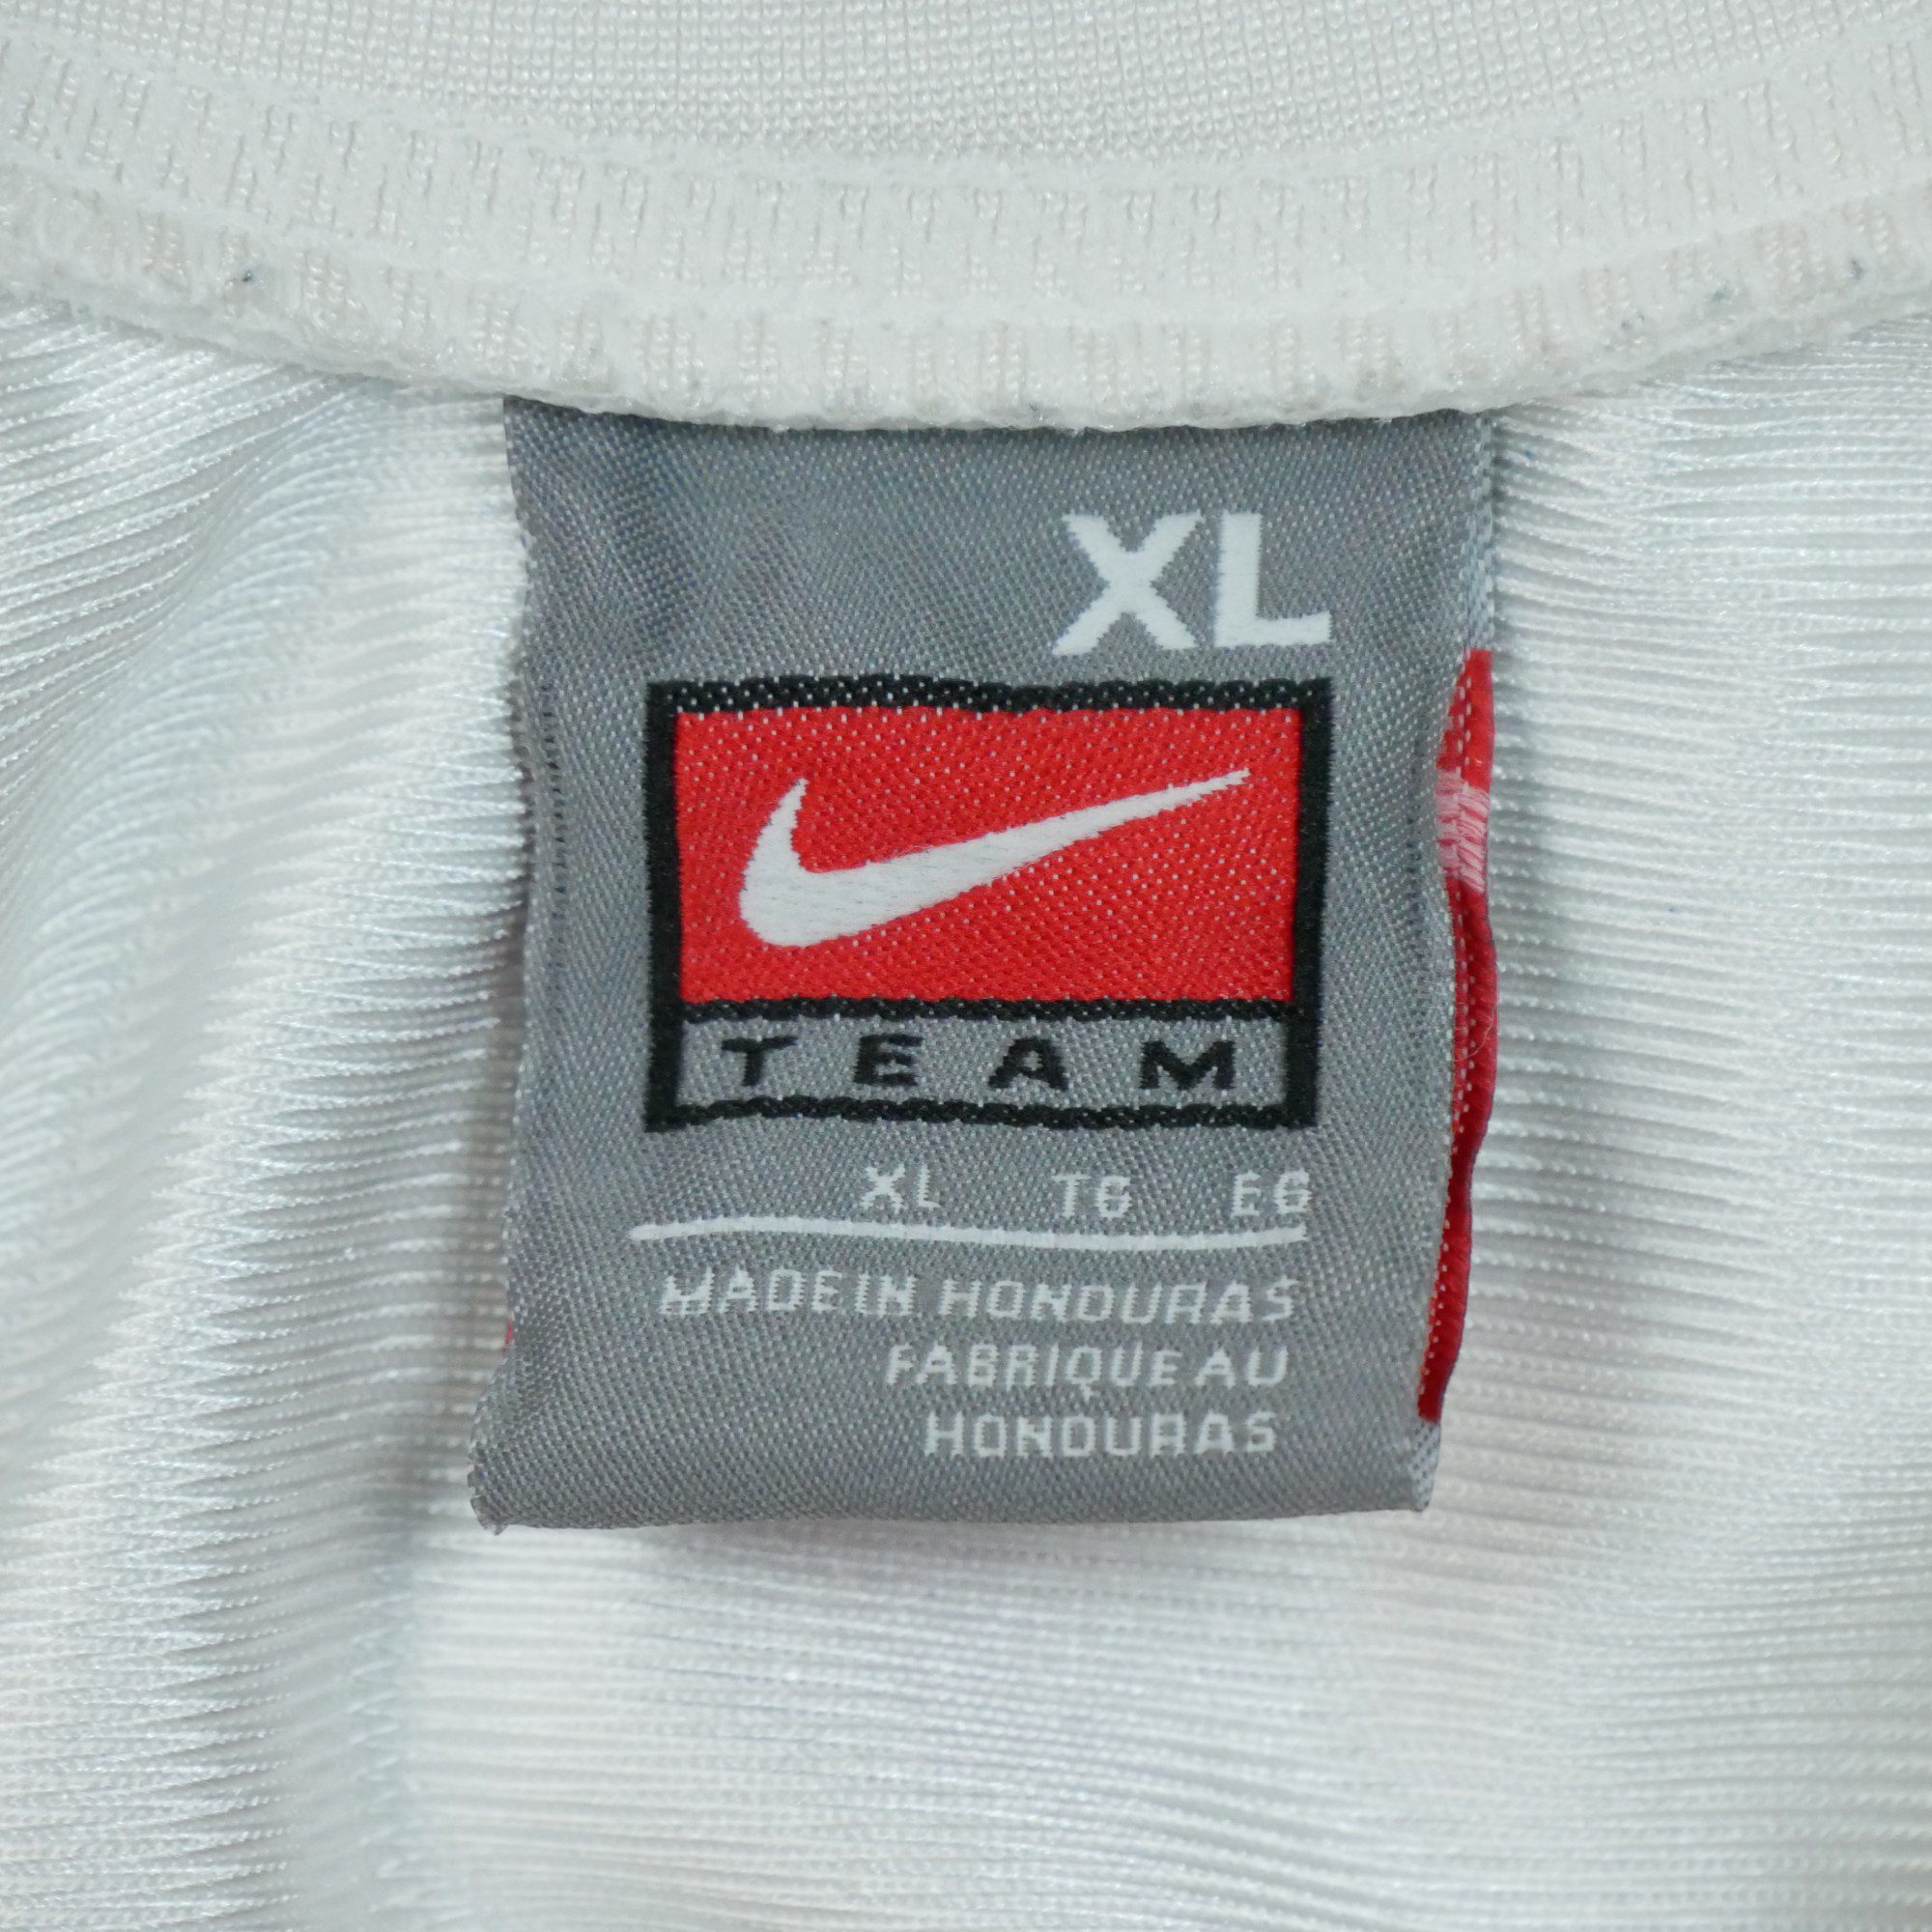 XL
TEAM
XL TG EG
MADE IN HONDURAS
FABRIQUE AU
HONDURAS